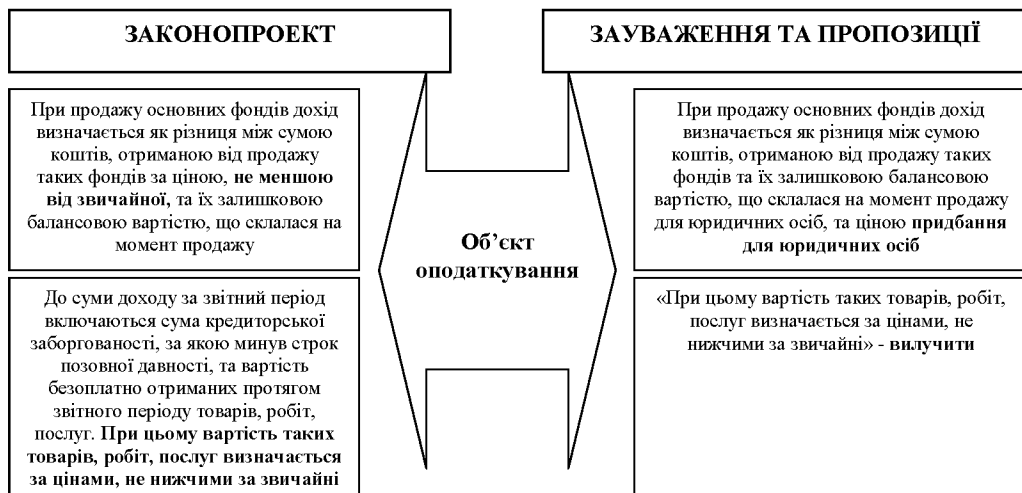 ЗАКОНОПРОЕКТ
ЗАУВАЖЕННЯ ТА ПРОПОЗИЦІЇ
При продажу основних фондів дохід
визначається як різниця між сумою
коштів, отриманою від продажу
таких фондів за ціною, не меншою
від звичайної, та їх залишковою
балансовою вартістю, що склалася на
момент продажу
До суми доходу за звітний період
включаються сума кредиторської
заборгованості, за якою минув строк
позовної давності, та вартість
безоплатно отриманих протягом
звітного періоду товарів, робіт,
послуг. При цьому вартість таких
товарів, робіт, послуг визначається
за цінами, не нижчими за звичайні
Об’єкт
оподаткування
При продажу основних фондів дохід
визначається як різниця між сумою
коштів, отриманою від продажу таких
фондів та їх залишковою балансовою
вартістю, що склалася на момент продажу
для юридичних осіб, та ціною придбання
для юридичних осіб
«При цьому вартість таких товарів, робіт,
послуг визначається за цінами, не
нижчими за звичайні» - вилучити